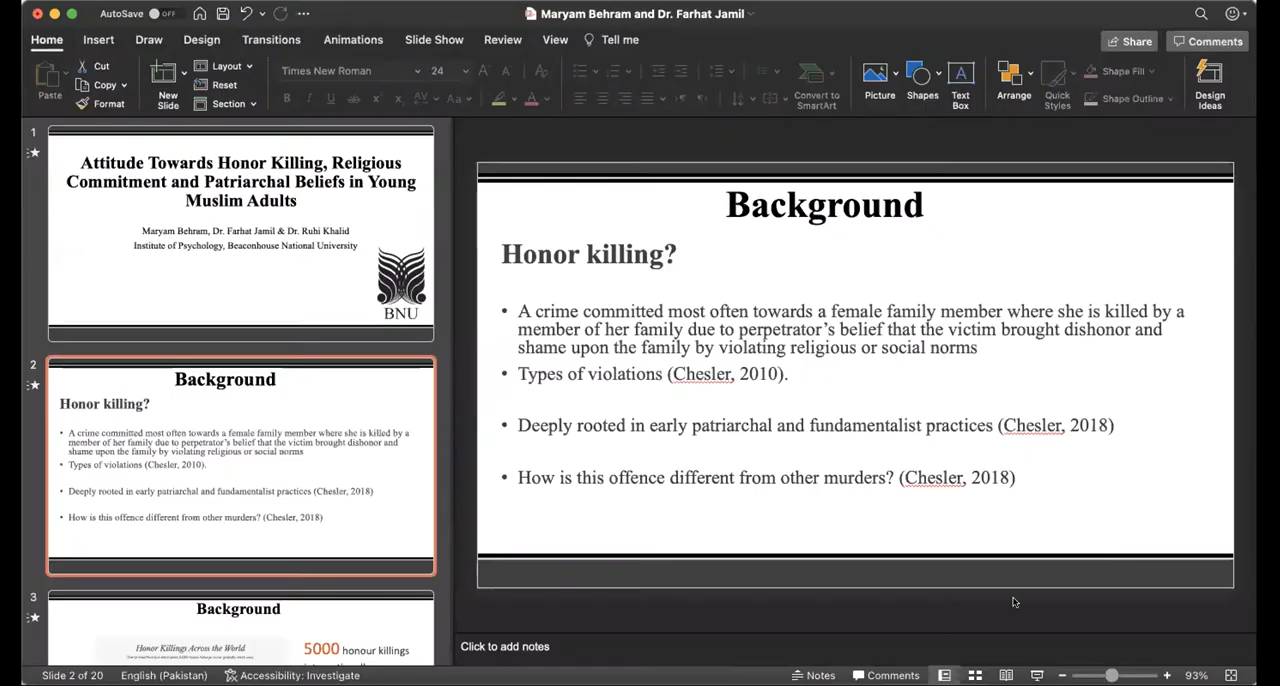 AutoSave OFF
Maryam Behram and Dr. Farhat Jamil
Home Insert Draw Design Transitions Animations Slide Show Review View Tell me
Share Comments
Paste
Cut
Copy
Format
New Slide
Layout
Reset
Section
Times New Roman 24
Convert to SmartArt
Picture
Shapes
Text Box
Arrange
Quick Styles
Shape Fill
Shape Outline
Design Ideas
1
Attitude Towards Honor Killing, Religious
Commitment and Patriarchal Beliefs in Young
Muslim Adults
Maryam Behram, Dr. Farhat Jamil & Dr. Ruhi Khalid
Institute of Psychology, Beaconhouse National University
BNU
2
Background
Honor killing?
• A crime committed most often towards a female family member where she is killed by a
member of her family due to perpetrator's belief that the victim brought dishonor and
shame upon the family by violating religious or social norms
• Types of violations (Chesler, 2010).
• Deeply rooted in early patriarchal and fundamentalist practices (Chesler, 2018)
• How is this offence different from other murders? (Chesler, 2018)
3
Background
Honor Killings Across the World
5000 honour killings
Background
Honor killing?
• A crime committed most often towards a female family member where she is killed by a
member of her family due to perpetrator's belief that the victim brought dishonor and
shame upon the family by violating religious or social norms
• Types of violations (Chesler, 2010).
• Deeply rooted in early patriarchal and fundamentalist practices (Chesler, 2018)
• How is this offence different from other murders? (Chesler, 2018)
Click to add notes
Slide 2 of 20 English (Pakistan) Accessibility: Investigate
Notes Comments 93%